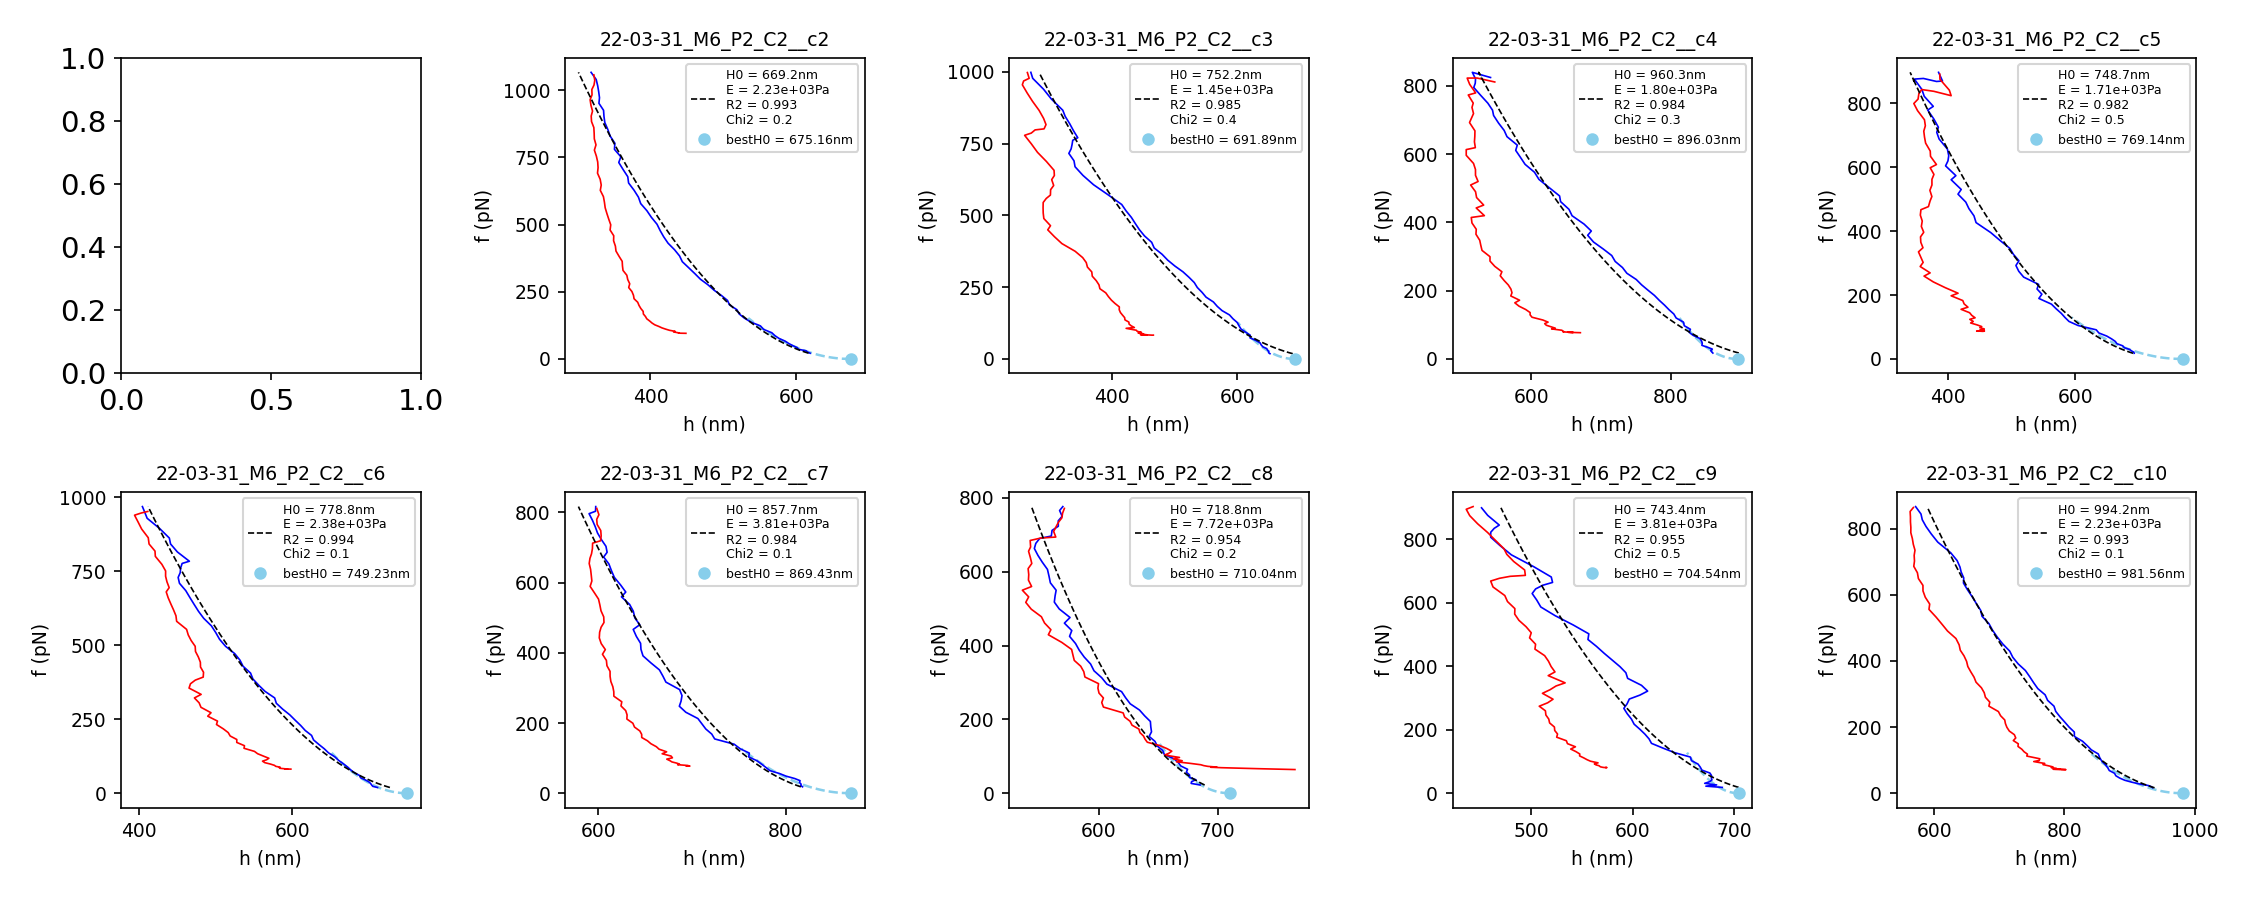 1.0
0.8
0.6
0.4
0.2
0.0
0.0 0.5 1.0
22-03-31_M6_P2_C2__c2
H0 = 669.2nm
E = 2.23e+03Pa
R2 = 0.993
Chi2 = 0.2
bestH0 = 675.16nm
f (pN)
1000
750
500
250
0
400 600
h (nm)
22-03-31_M6_P2_C2__c3
H0 = 752.2nm
E = 1.45e+03Pa
R2 = 0.985
Chi2 = 0.4
bestH0 = 691.89nm
f (pN)
1000
750
500
250
0
400 600
h (nm)
22-03-31_M6_P2_C2__c4
H0 = 960.3nm
E = 1.80e+03Pa
R2 = 0.984
Chi2 = 0.3
bestH0 = 896.03nm
f (pN)
800
600
400
200
0
600 800
h (nm)
22-03-31_M6_P2_C2__c5
H0 = 748.7nm
E = 1.71e+03Pa
R2 = 0.982
Chi2 = 0.5
bestH0 = 769.14nm
f (pN)
800
600
400
200
0
400 600
h (nm)
22-03-31_M6_P2_C2__c6
H0 = 778.8nm
E = 2.38e+03Pa
R2 = 0.994
Chi2 = 0.1
bestH0 = 749.23nm
f (pN)
1000
750
500
250
0
400 600
h (nm)
22-03-31_M6_P2_C2__c7
H0 = 857.7nm
E = 3.81e+03Pa
R2 = 0.984
Chi2 = 0.1
bestH0 = 869.43nm
f (pN)
800
600
400
200
0
600 800
h (nm)
22-03-31_M6_P2_C2__c8
H0 = 718.8nm
E = 7.72e+03Pa
R2 = 0.954
Chi2 = 0.2
bestH0 = 710.04nm
f (pN)
800
600
400
200
0
600 700
h (nm)
22-03-31_M6_P2_C2__c9
H0 = 743.4nm
E = 3.81e+03Pa
R2 = 0.955
Chi2 = 0.5
bestH0 = 704.54nm
f (pN)
800
600
400
200
0
500 600 700
h (nm)
22-03-31_M6_P2_C2__c10
H0 = 994.2nm
E = 2.23e+03Pa
R2 = 0.993
Chi2 = 0.1
bestH0 = 981.56nm
f (pN)
800
600
400
200
0
600 800 1000
h (nm)